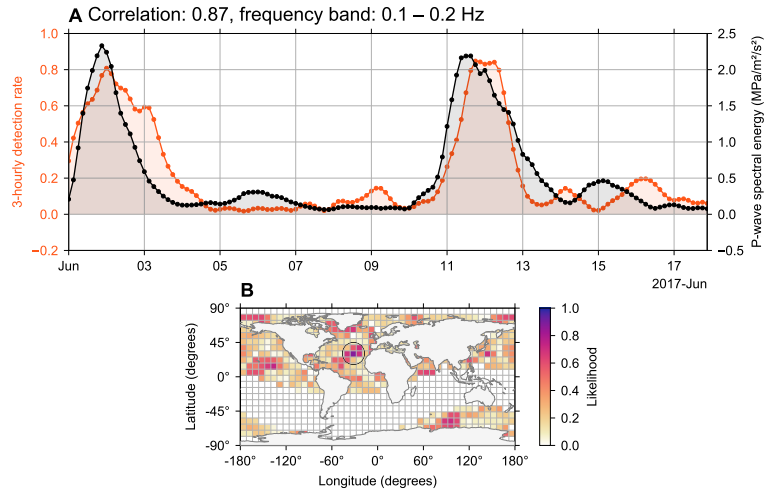 A Correlation: 0.87, frequency band: 0.1 – 0.2 Hz
1.0
0.8
0.6
0.4
0.2
0.0
−0.2
3-hourly detection rate
2.5
2.0
1.5
1.0
0.5
0.0
−0.5
P-wave spectral energy (MPa/m²/s²)
Jun 03 05 07 09 11 13 15 17
2017-Jun
B
90°
45°
0°
-45°
-90°
Latitude (degrees)
-180° -120° -60° 0° 60° 120° 180°
Longitude (degrees)
1.0
0.8
0.6
0.4
0.2
0.0
Likelihood